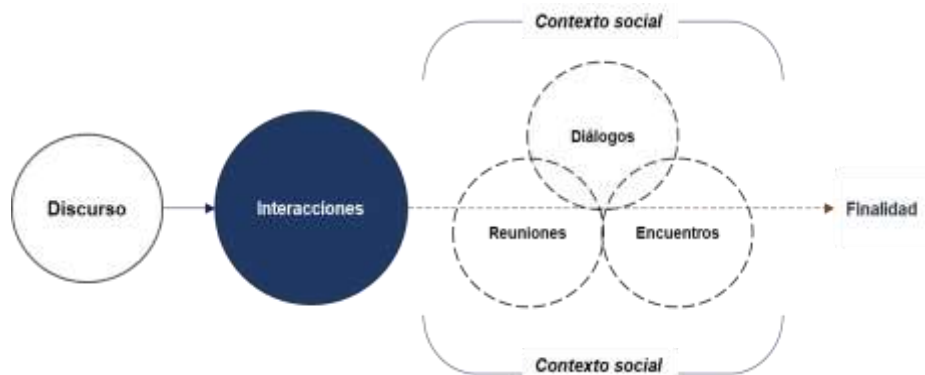 Contexto social
Diálogos
Discurso
Interacciones
Reuniones
Encuentros
Finalidad
Contexto social